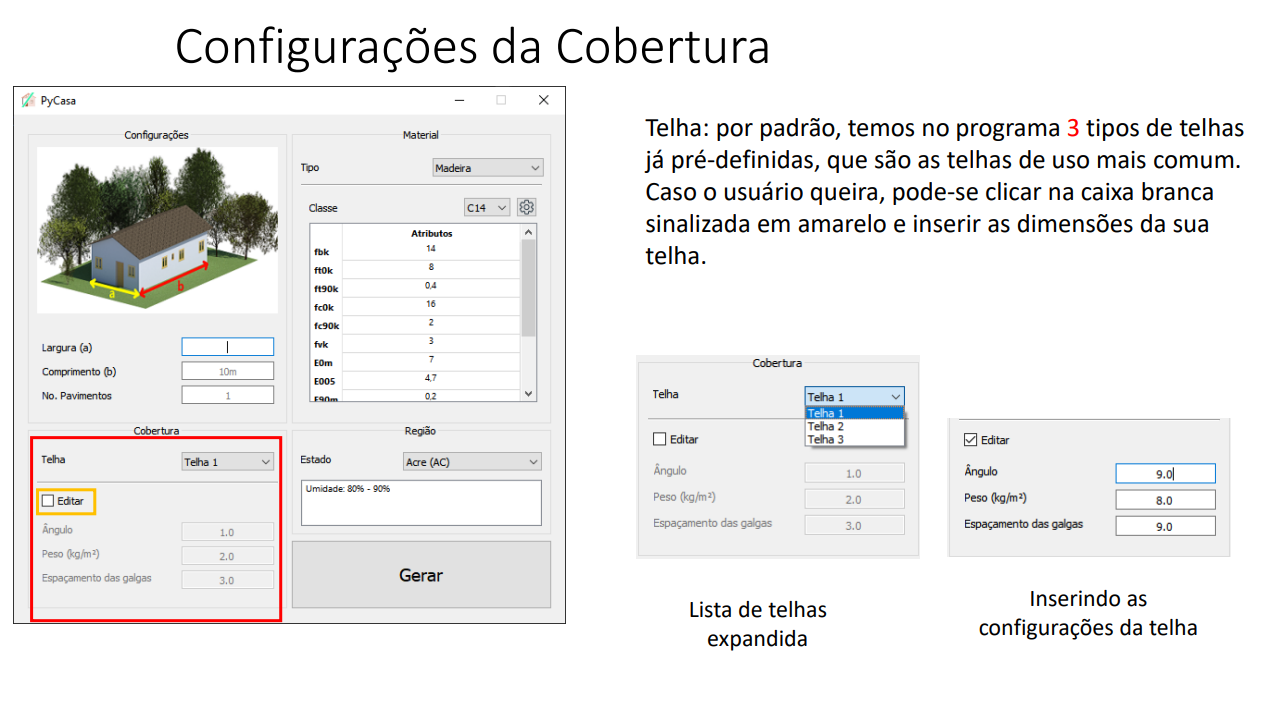 Configurações da Cobertura
PyCasa
Configurações
a
b
Largura (a)
Comprimento (b)
10m
No. Pavimentos
1
Material
Tipo
Madeira
Classe
C14
Atributos
fbk 14
ft0k 8
ft90k 0,4
fc0k 16
fc90k 2
fvk 3
E0m 7
E005 4,7
E90m 0,2
Cobertura
Telha
Telha 1
Editar
Ângulo
1.0
Peso (kg/m²)
2.0
Espaçamento das galgas
3.0
Região
Estado
Acre (AC)
Umidade: 80% - 90%
Gerar
Telha: por padrão, temos no programa 3 tipos de telhas
já pré-definidas, que são as telhas de uso mais comum.
Caso o usuário queira, pode-se clicar na caixa branca
sinalizada em amarelo e inserir as dimensões da sua
telha.
Cobertura
Telha
Telha 1
Telha 1
Telha 2
Telha 3
Editar
Ângulo
1.0
Peso (kg/m²)
2.0
Espaçamento das galgas
3.0
Lista de telhas
expandida
Editar
Ângulo
9.0
Peso (kg/m²)
8.0
Espaçamento das galgas
9.0
Inserindo as
configurações da telha